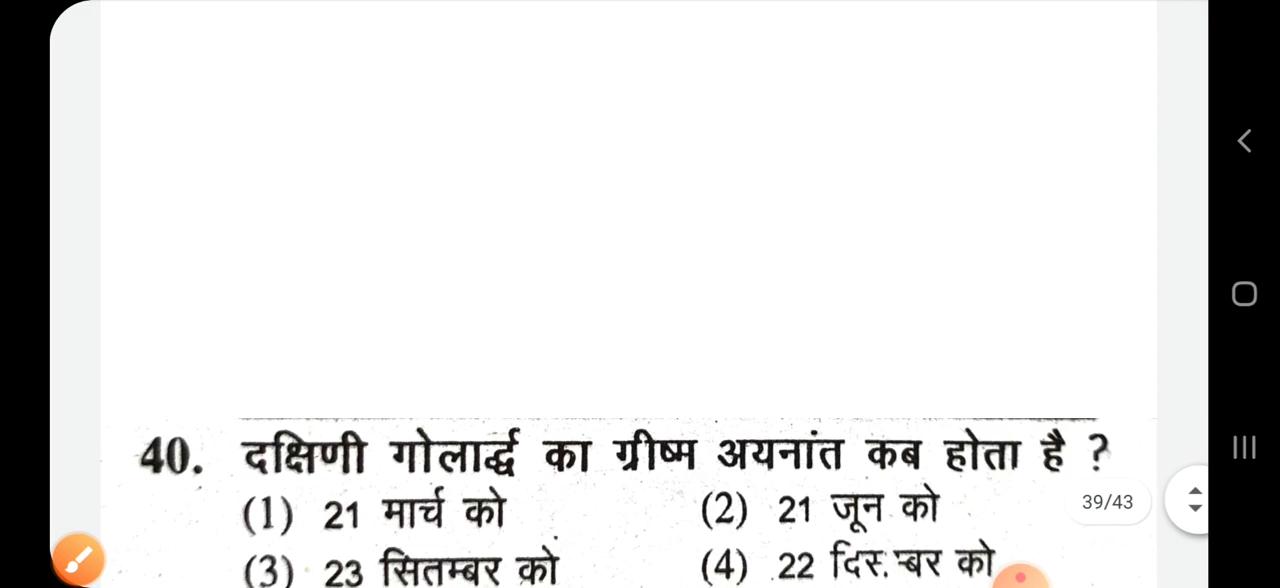 40. दक्षिणी गोलार्द्ध का ग्रीष्म अयनांत कब होता है ?
(1) 21 मार्च को (2) 21 जून को
39/43
(3) 23 सितम्बर को (4) 22 दिसम्बर को